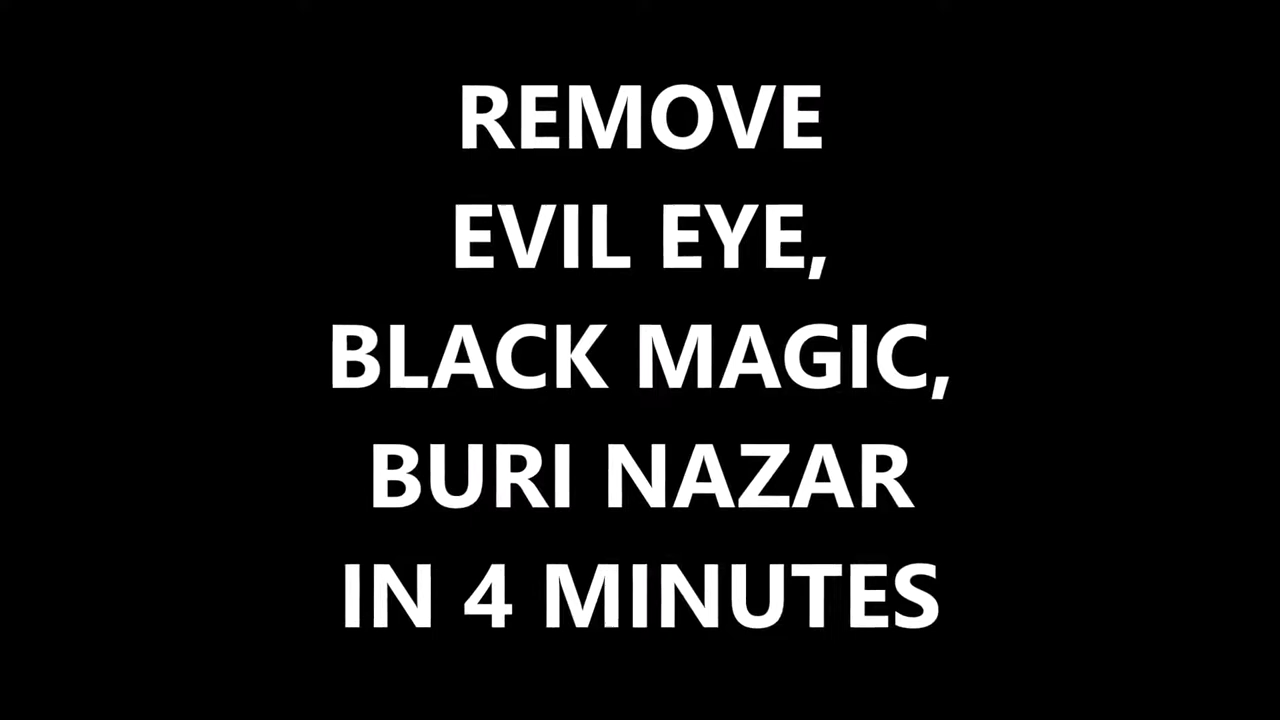 REMOVE
EVIL EYE,
BLACK MAGIC,
BURI NAZAR
IN 4 MINUTES